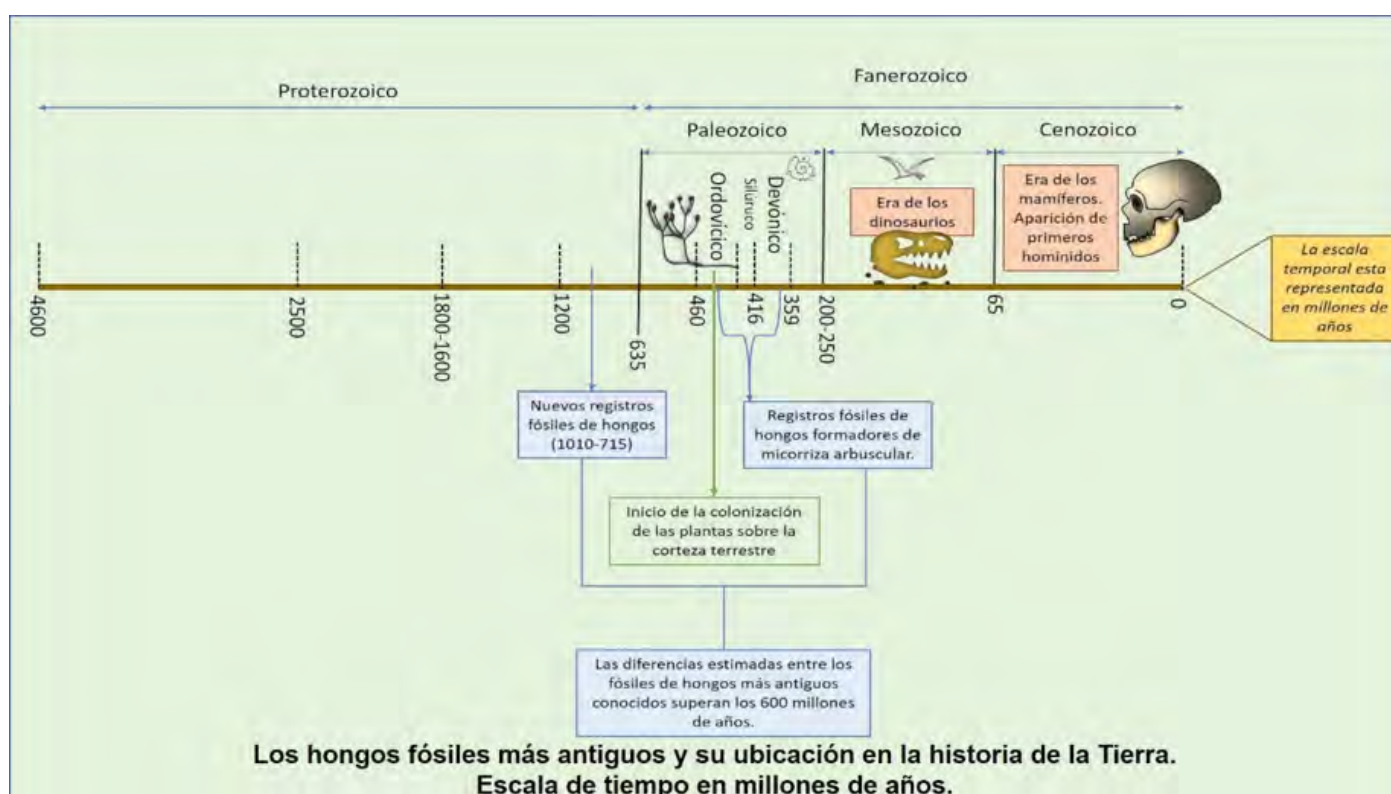 Fanerozoico
Proterozoico
Paleozoico
Mesozoico
Cenozoico
Ordovícico
Silúruco
Devónico
Era de los
dinosaurios
Era de los
mamíferos.
Aparición de
primeros
hominidos
La escala
temporal esta
representada
en millones de
años
4600
2500
1800-1600
1200
635
460
416
359
200-250
65
0
Nuevos registros
fósiles de hongos
(1010-715)
Registros fósiles de
hongos formadores de
micorriza arbuscular.
Inicio de la colonización
de las plantas sobre la
corteza terrestre
Las diferencias estimadas entre los
fósiles de hongos más antiguos
conocidos superan los 600 millones
de años.
Los hongos fósiles más antiguos y su ubicación en la historia de la Tierra.
Escala de tiempo en millones de años.